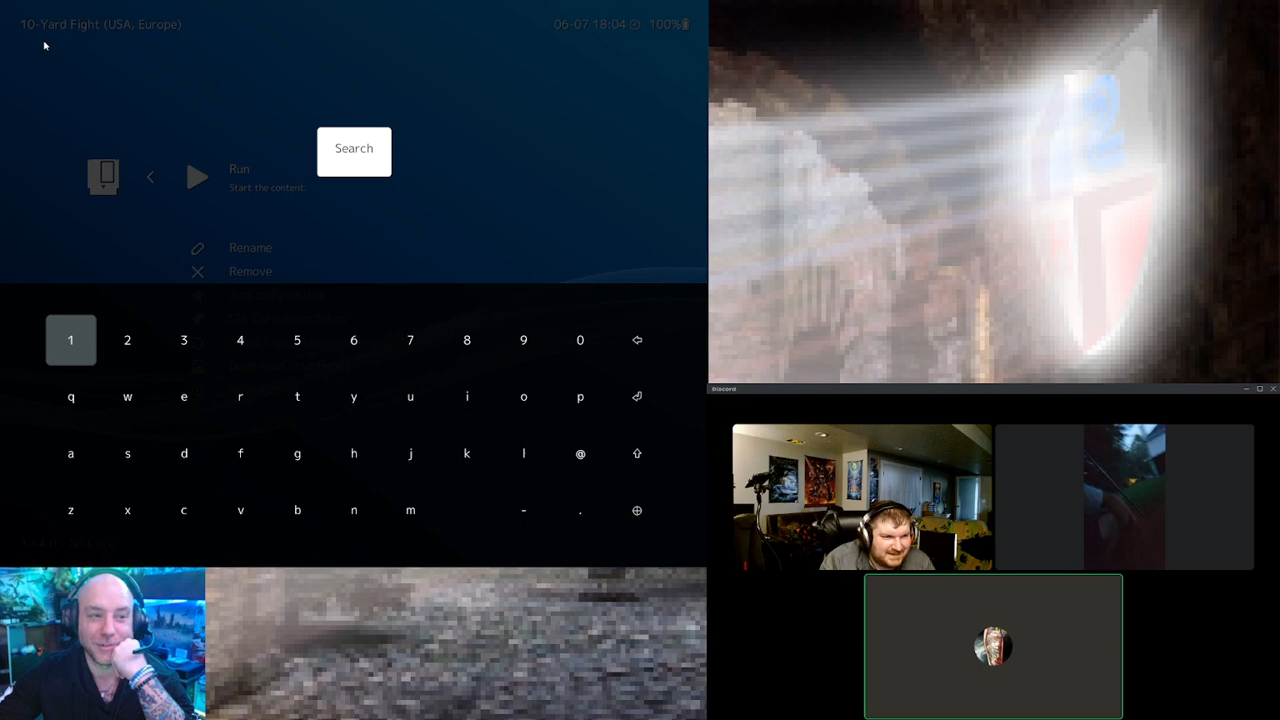 10-Yard Fight (USA, Europe)
06-07 18:04 100%
Search
Run
Start the content.
Rename
Remove
1 2 3 4 5 6 7 8 9 0
q w e r t y u i o p
a s d f g h j k l @
z x c v b n m - .
Discord